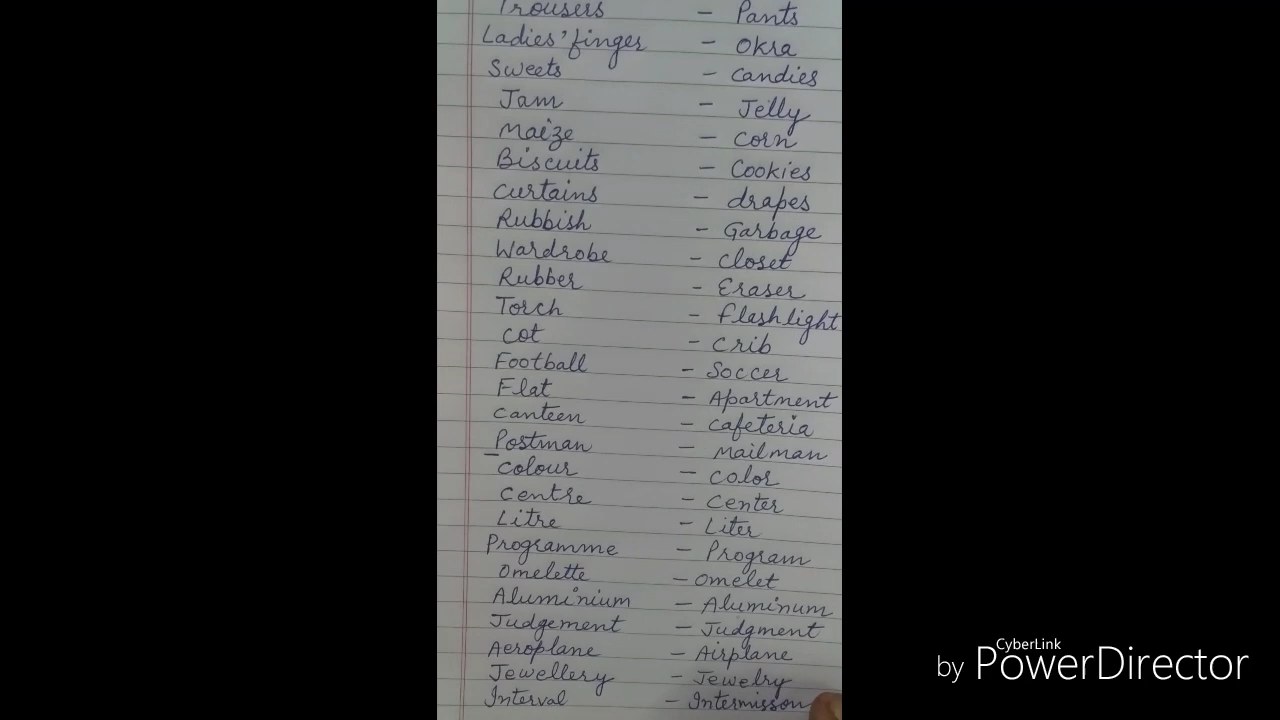 Trousers - Pants
Ladies' finger - Okra
Sweets - Candies
Jam - Jelly
Maize - Corn
Biscuits - Cookies
Curtains - drapes
Rubbish - Garbage
Wardrobe - Closet
Rubber - Eraser
Torch - flashlight
Cot - Crib
Football - Soccer
Flat - Apartment
Canteen - Cafeteria
Postman - Mailman
Colour - Color
Centre - Center
Litre - Liter
Programme - Program
Omelette - Omelet
Aluminium - Aluminum
Judgement - Judgment
Aeroplane - Airplane
Jewellery - Jewelry
Interval - Intermisson
CyberLink
by PowerDirector